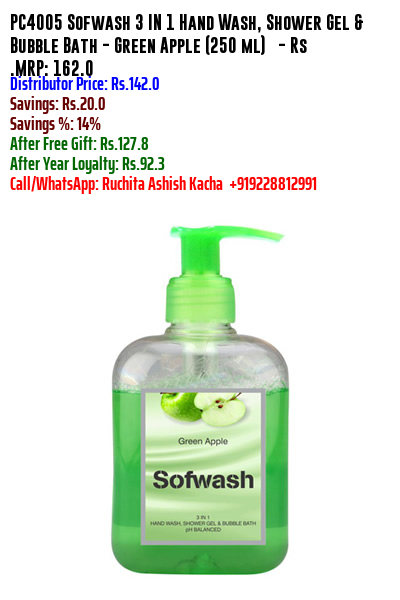 PC4005 Sofwash 3 in 1 Hand Wash, Shower Gel &
Bubble Bath - Green Apple (250 ml) - Rs
.MRP: 162.0
Distributor Price: Rs.142.0
Savings: Rs.20.0
Savings %: 14%
After Free Gift: Rs.127.8
After Year Loyalty: Rs.92.3
Call/WhatsApp: Ruchita Ashish Kacha +919228812991
Green Apple
Sofwash
3 IN 1
HAND WASH, SHOWER GEL & BUBBLE BATH
pH BALANCED